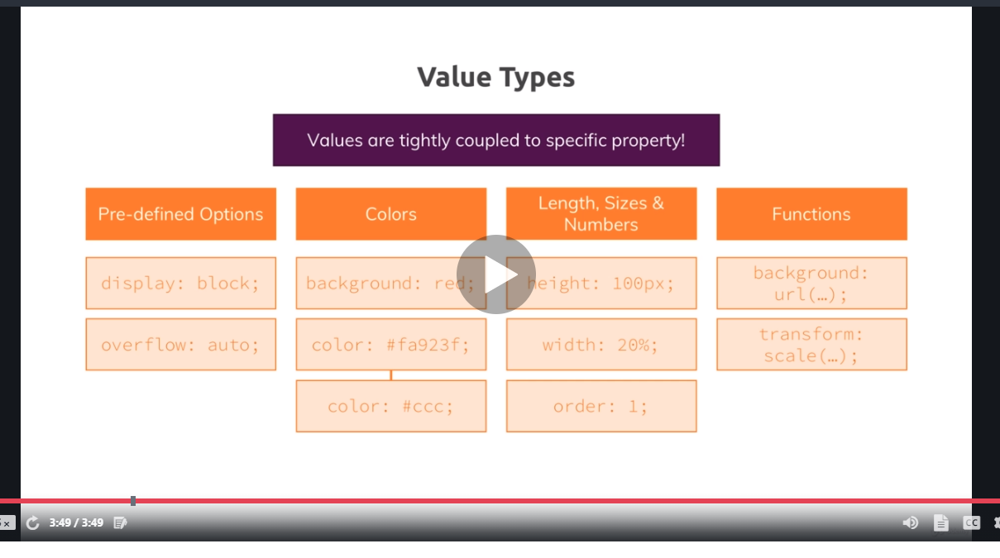 Value Types
Values are tightly coupled to specific property!
Pre-defined Options
Colors
Length, Sizes &
Numbers
Functions
display: block;
background: red;
height: 100px;
background:
url(…);
overflow: auto;
color: #fa923f;
width: 20%;
transform:
scale(…);
color: #ccc;
order: 1;
3:49 / 3:49
CC